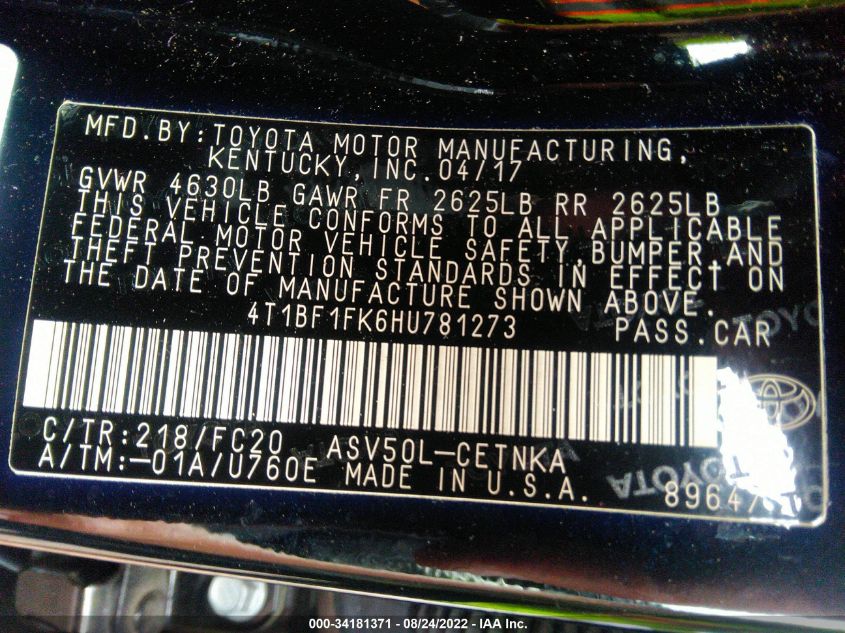 MFD.BY:TOYOTA MOTOR MANUFACTURING,
KENTUCKY,INC.04/17
GVWR 4630LB GAWR FR 2625LB RR 2625LB
THIS VEHICLE CONFORMS TO ALL APPLICABLE
FEDERAL MOTOR VEHICLE SAFETY,BUMPER,AND
THEFT PREVENTION STANDARDS IN EFFECT ON
THE DATE OF MANUFACTURE SHOWN ABOVE.
4T1BF1FK6HU781273 PASS.CAR
C/TR:218/FC20 ASV50L-CETNKA
A/TM:-01A/U760E MADE IN U.S.A.
TOYOTA
000-34181371 - 08/24/2022 - IAA Inc.